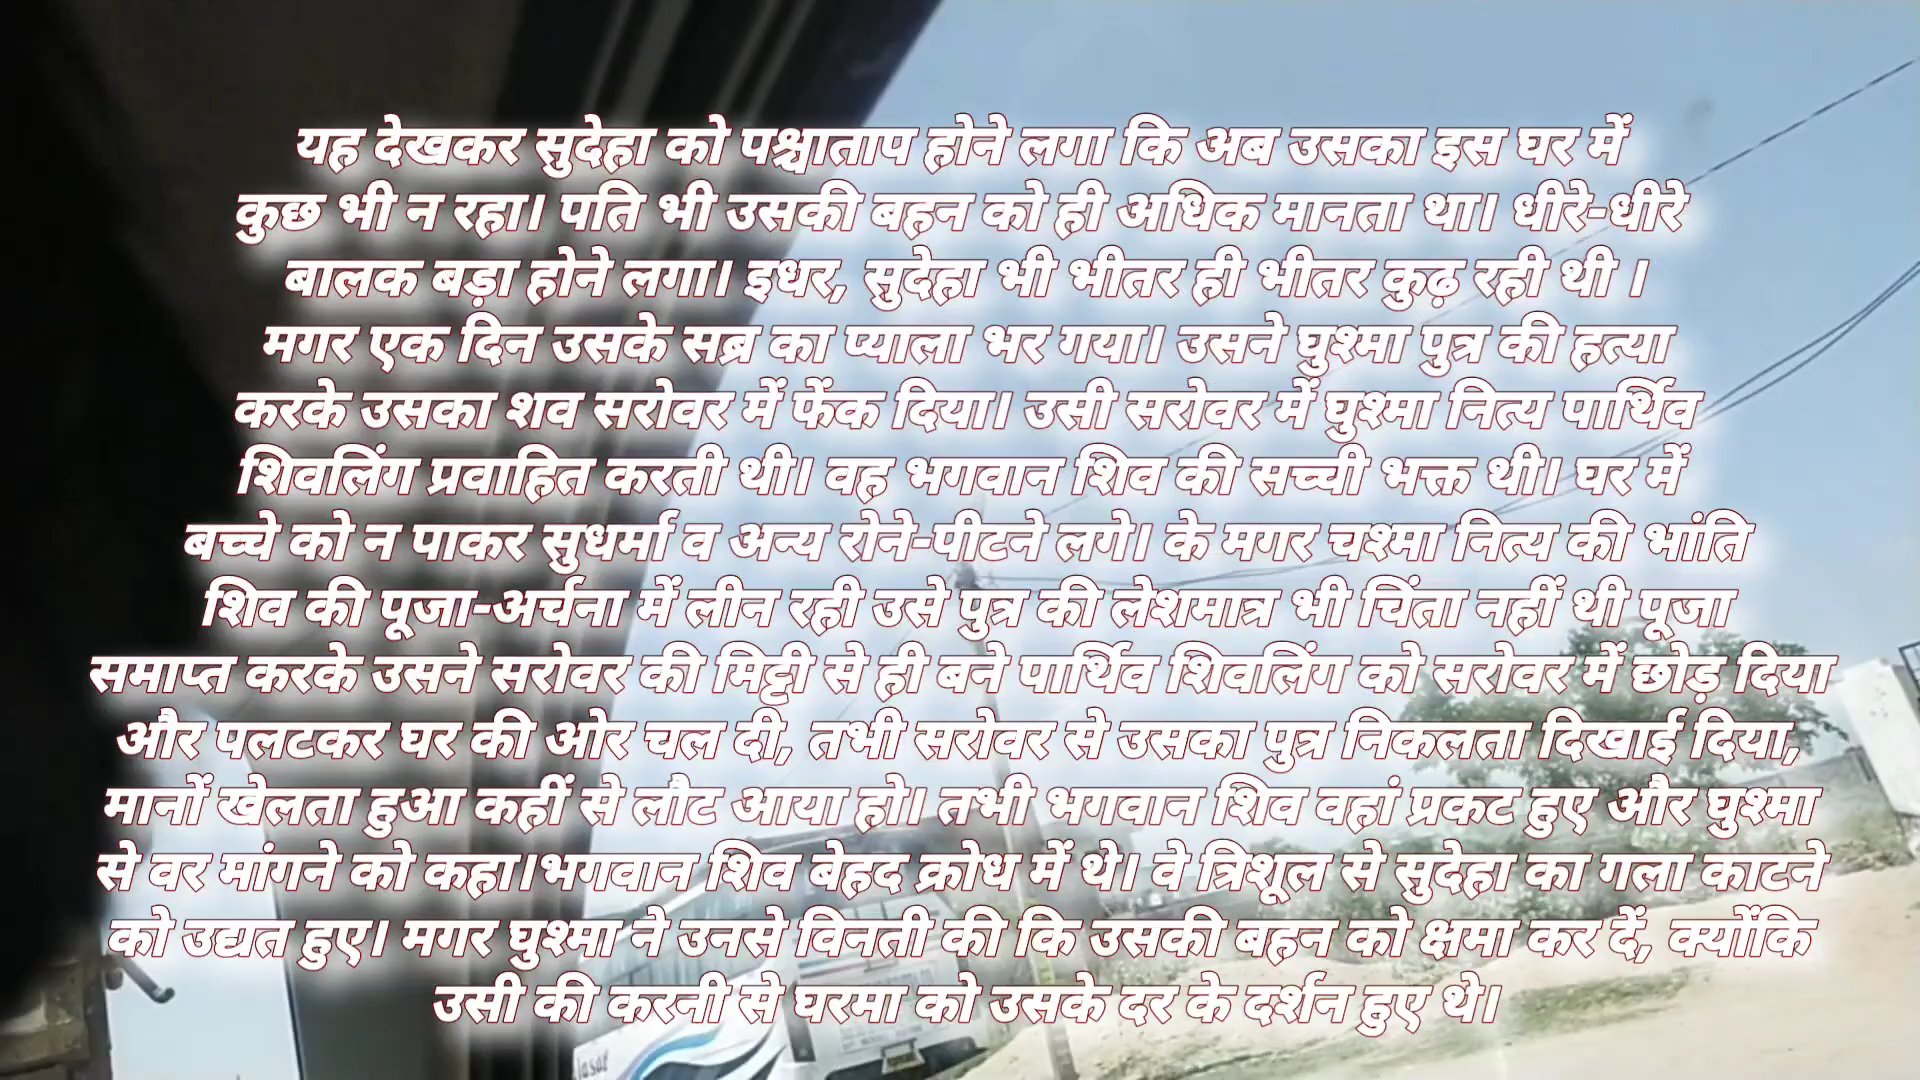 यह देखकर सुदेहा को पश्चाताप होने लगा कि अब उसका इस घर में
कुछ भी न रहा। पति भी उसकी बहन को ही अधिक मानता था। धीरे-धीरे
बालक बड़ा होने लगा। इधर, सुदेहा भी भीतर ही भीतर कुढ़ रही थी ।
मगर एक दिन उसके सब्र का प्याला भर गया। उसने घुश्मा पुत्र की हत्या
करके उसका शव सरोवर में फेंक दिया। उसी सरोवर में घुश्मा नित्य पार्थिव
शिवलिंग प्रवाहित करती थी। वह भगवान शिव की सच्ची भक्त थी। घर में
बच्चे को न पाकर सुधर्मा व अन्य रोने-पीटने लगे। के मगर चश्मा नित्य की भांति
शिव की पूजा-अर्चना में लीन रही उसे पुत्र की लेशमात्र भी चिंता नहीं थी पूजा
समाप्त करके उसने सरोवर की मिट्टी से ही बने पार्थिव शिवलिंग को सरोवर में छोड़ दिया
और पलटकर घर की ओर चल दी, तभी सरोवर से उसका पुत्र निकलता दिखाई दिया,
मानों खेलता हुआ कहीं से लौट आया हो। तभी भगवान शिव वहां प्रकट हुए और घुश्मा
से वर मांगने को कहा।भगवान शिव बेहद क्रोध में थे। वे त्रिशूल से सुदेहा का गला काटने
को उद्यत हुए। मगर घुश्मा ने उनसे विनती की कि उसकी बहन को क्षमा कर दें, क्योंकि
उसी की करनी से घरमा को उसके दर के दर्शन हुए थे।